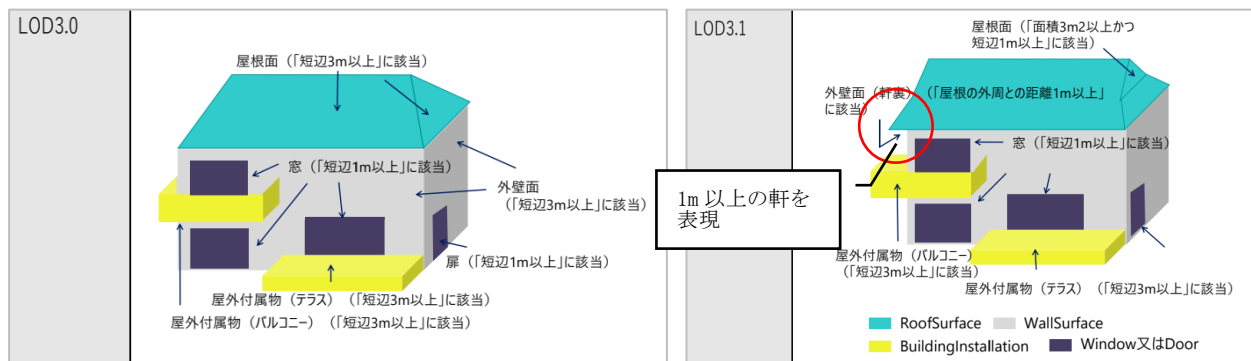 LOD3.0
屋根面（｢短辺3m以上｣に該当）
窓（｢短辺1m以上｣に該当）
外壁面
（｢短辺3m以上｣に該当）
扉（｢短辺1m以上｣に該当）
屋外付属物（テラス）（｢短辺3m以上｣に該当）
屋外付属物（バルコニー）（｢短辺3m以上｣に該当）
LOD3.1
屋根面（｢面積3m2以上かつ
短辺1m以上｣に該当）
外壁面（軒裏）（｢屋根の外周との距離1m以上｣
に該当）
窓（｢短辺1m以上｣に該当）
1m 以上の軒を
表現
屋外付属物（バルコニー）
（｢短辺3m以上｣に該当）
屋外付属物（テラス）（｢短辺3m以上｣に該当）
RoofSurface
WallSurface
BuildingInstallation
Window又はDoor